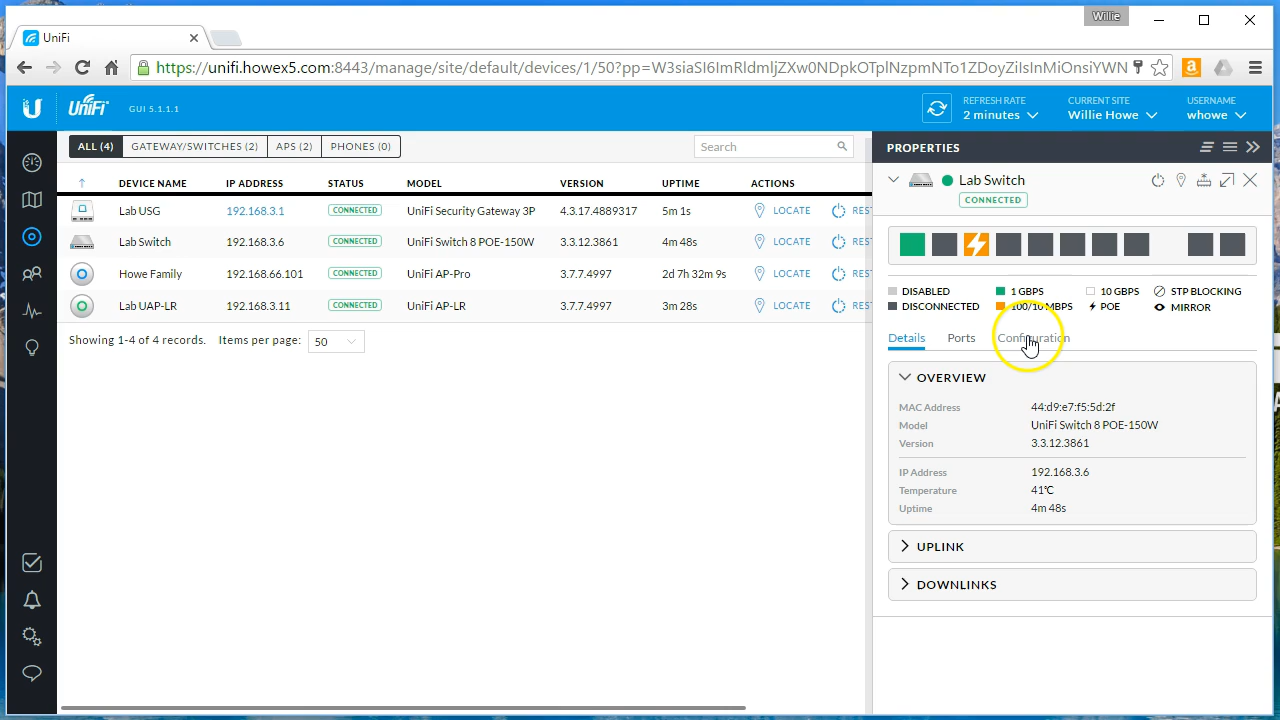 Willie
UniFi
https://unifi.howex5.com:8443/manage/site/default/devices/1/50?pp=W3siaSI6ImRldmljZXw0NDpkOTplNzpmNTo1ZDoyZiIsInMiOnsiYWN
UniFi
GUI 5.1.1.1
REFRESH RATE
2 minutes
CURRENT SITE
Willie Howe
USERNAME
whowe
ALL (4) GATEWAY/SWITCHES (2) APS (2) PHONES (0)
Search
DEVICE NAME IP ADDRESS STATUS MODEL VERSION UPTIME ACTIONS
Lab USG 192.168.3.1 CONNECTED UniFi Security Gateway 3P 4.3.17.4889317 5m 1s LOCATE REST
Lab Switch 192.168.3.6 CONNECTED UniFi Switch 8 POE-150W 3.3.12.3861 4m 48s LOCATE REST
Howe Family 192.168.66.101 CONNECTED UniFi AP-Pro 3.7.7.4997 2d 7h 32m 9s LOCATE REST
Lab UAP-LR 192.168.3.11 CONNECTED UniFi AP-LR 3.7.7.4997 3m 28s LOCATE REST
Showing 1-4 of 4 records. Items per page: 50
PROPERTIES
Lab Switch
CONNECTED
DISABLED 1 GBPS 10 GBPS STP BLOCKING
DISCONNECTED 100/10 MBPS POE MIRROR
Details Ports Configuration
OVERVIEW
MAC Address 44:d9:e7:f5:5d:2f
Model UniFi Switch 8 POE-150W
Version 3.3.12.3861
IP Address 192.168.3.6
Temperature 41℃
Uptime 4m 48s
UPLINK
DOWNLINKS